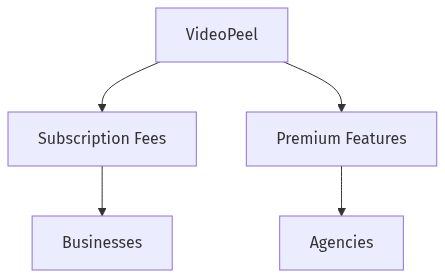 VideoPeel
Subscription Fees
Premium Features
Businesses
Agencies